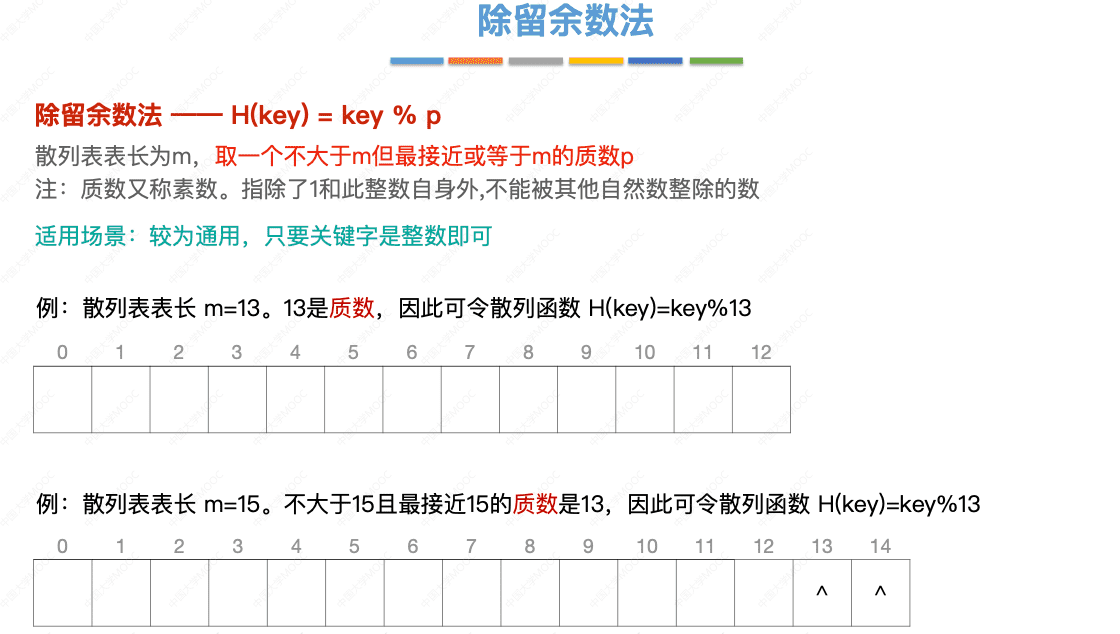 除留余数法
除留余数法 —— H(key) = key % p
散列表表长为m，取一个不大于m但最接近或等于m的质数p
注：质数又称素数。指除了1和此整数自身外,不能被其他自然数整除的数
适用场景：较为通用，只要关键字是整数即可
例：散列表表长 m=13。13是质数，因此可令散列函数 H(key)=key%13
0 1 2 3 4 5 6 7 8 9 10 11 12
例：散列表表长 m=15。不大于15且最接近15的质数是13，因此可令散列函数 H(key)=key%13
0 1 2 3 4 5 6 7 8 9 10 11 12 13 14
^ ^